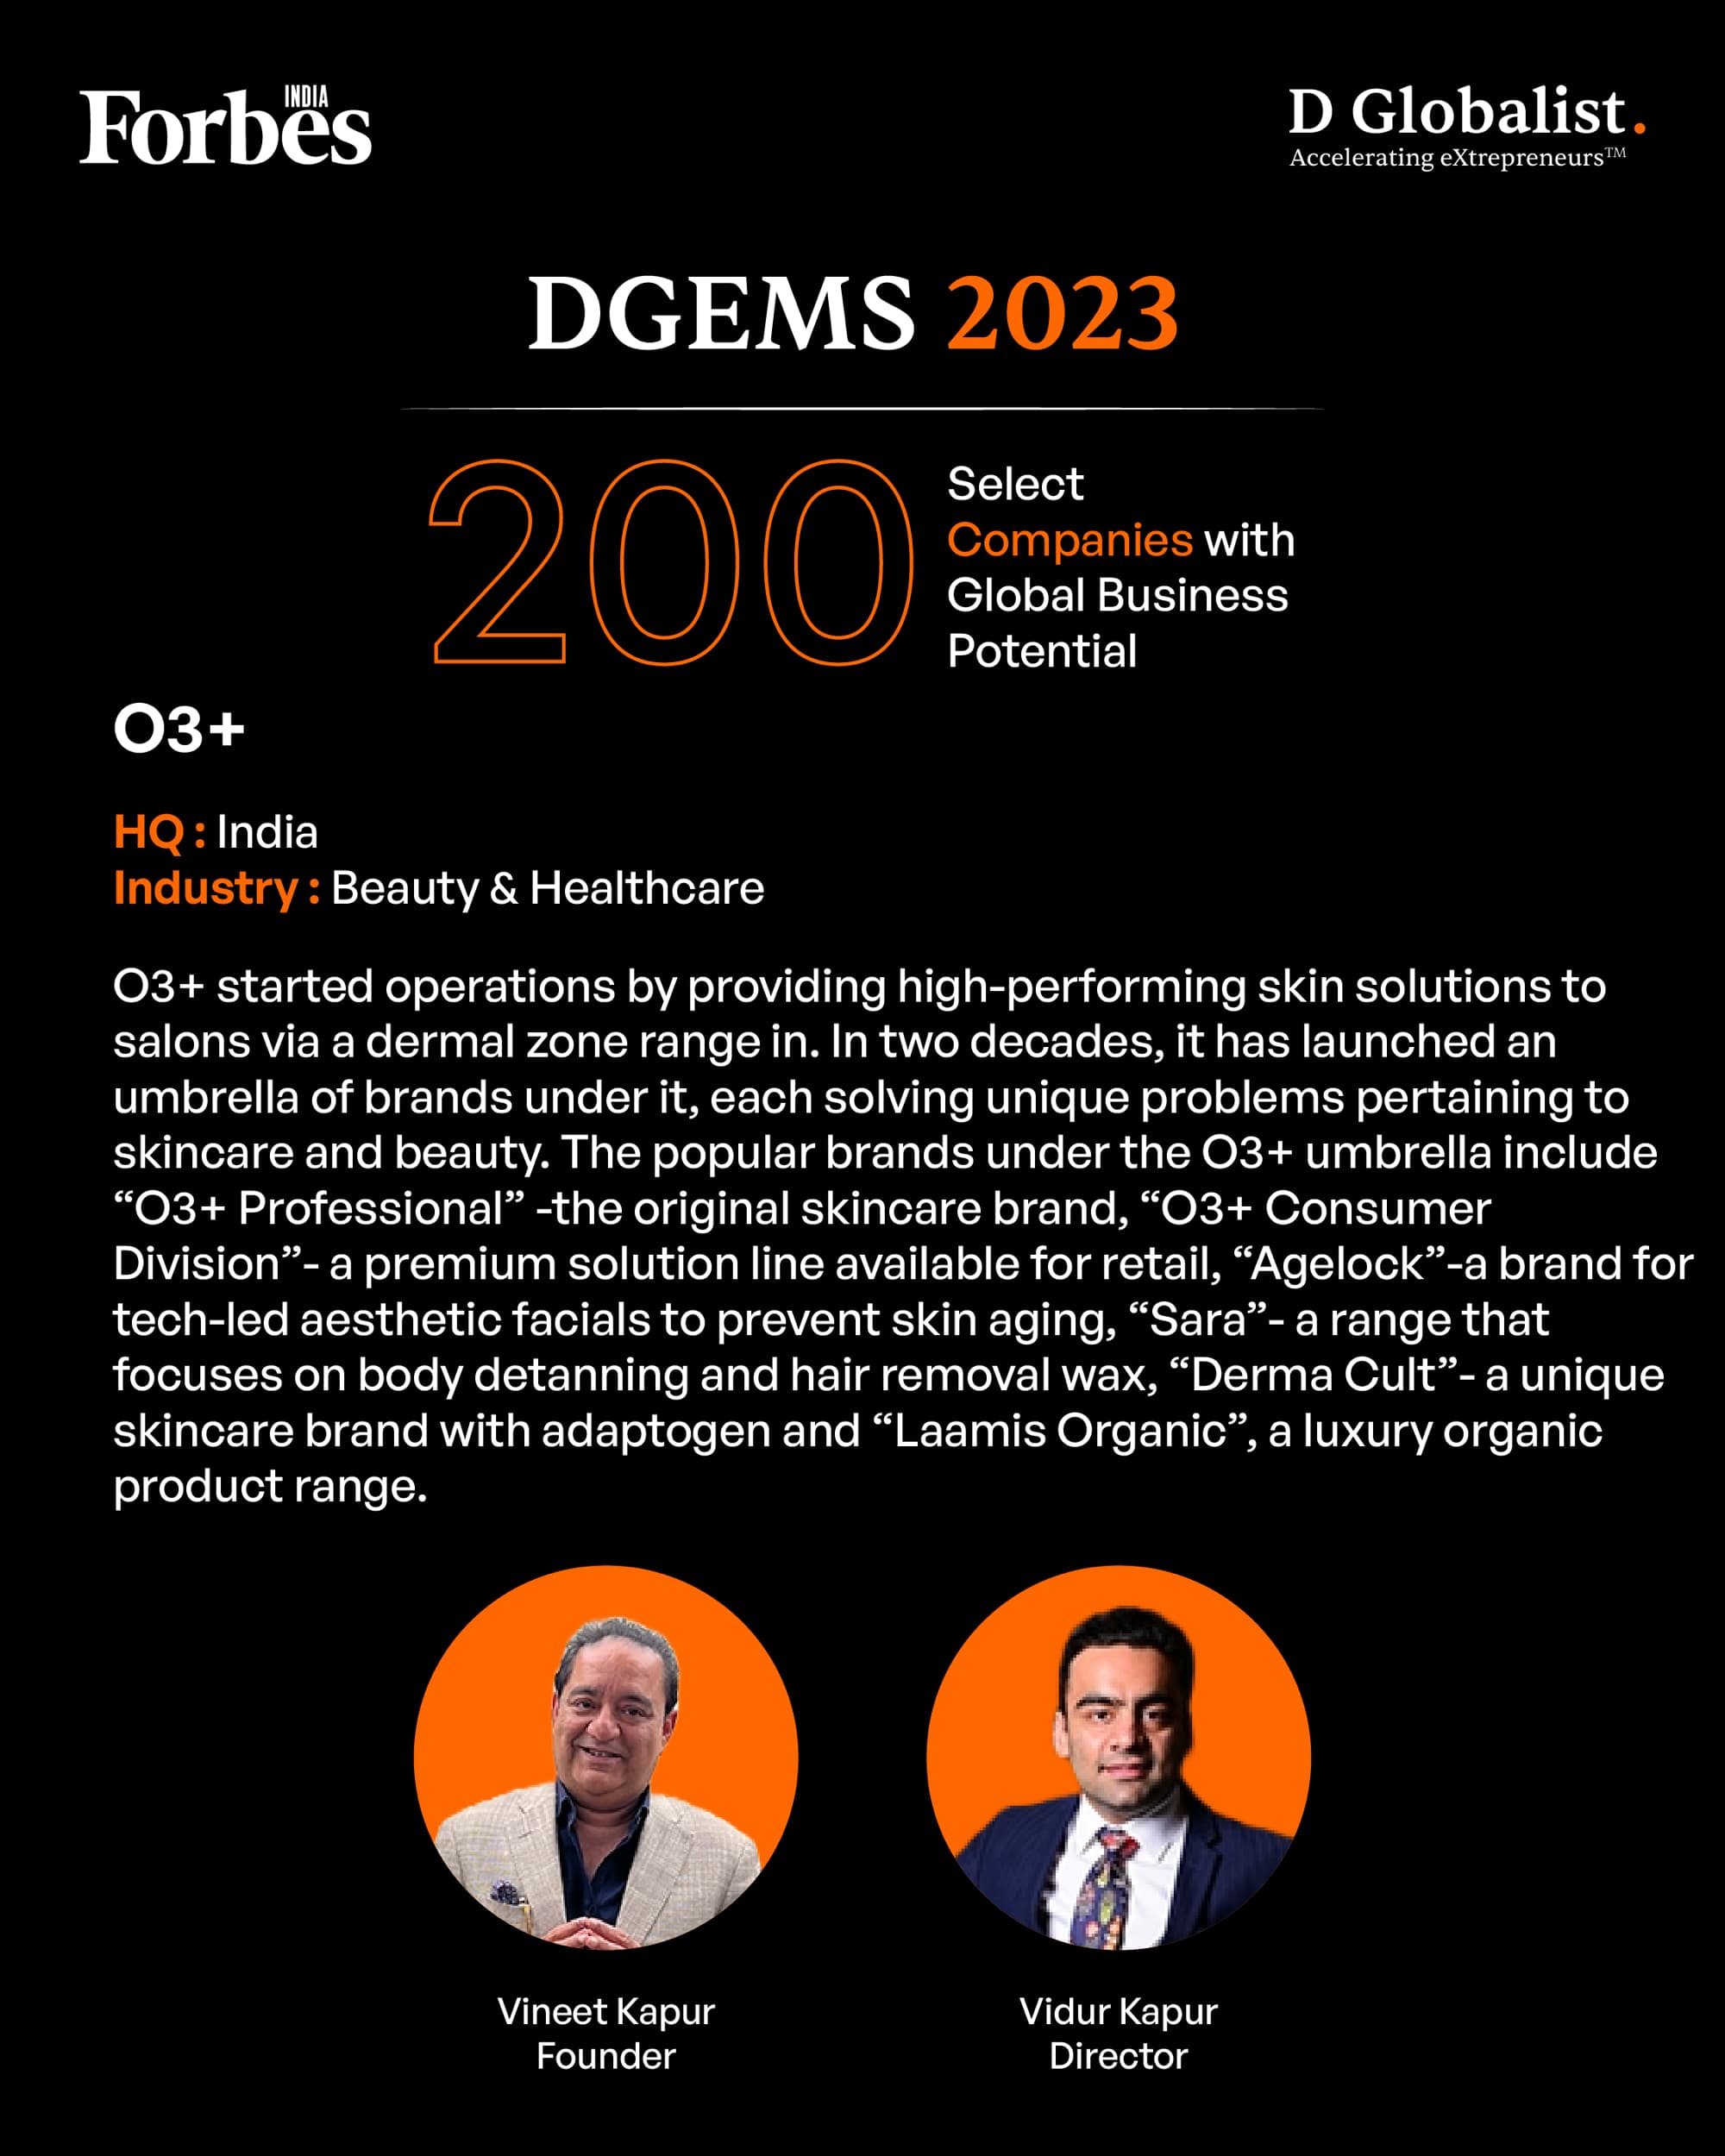 Forbes INDIA
D Globalist.
Accelerating eXtrepreneurs™
DGEMS 2023
200
Select
Companies with
Global Business
Potential
O3+
HQ : India
Industry : Beauty & Healthcare
O3+ started operations by providing high-performing skin solutions to
salons via a dermal zone range in. In two decades, it has launched an
umbrella of brands under it, each solving unique problems pertaining to
skincare and beauty. The popular brands under the O3+ umbrella include
“O3+ Professional” -the original skincare brand, “O3+ Consumer
Division”- a premium solution line available for retail, “Agelock”-a brand for
tech-led aesthetic facials to prevent skin aging, “Sara”- a range that
focuses on body detanning and hair removal wax, “Derma Cult”- a unique
skincare brand with adaptogen and “Laamis Organic”, a luxury organic
product range.
Vineet Kapur
Founder
Vidur Kapur
Director